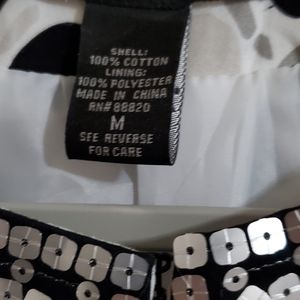 SHELL:
100% COTTON
LINING:
100% POLYESTER
MADE IN CHINA
RN#88820
M
SEE REVERSE
FOR CARE